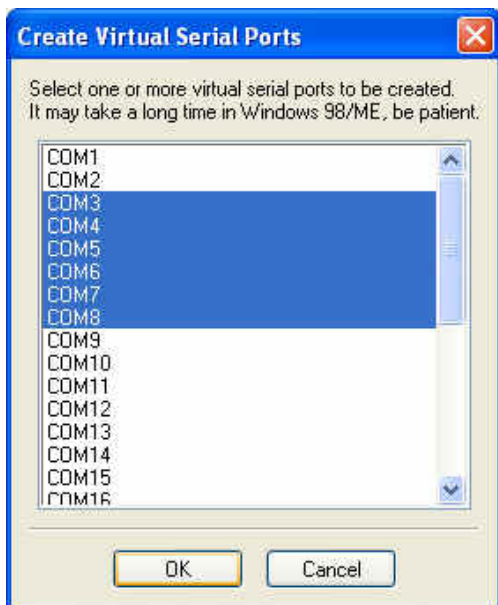 Create Virtual Serial Ports
Select one or more virtual serial ports to be created.
It may take a long time in Windows 98/ME, be patient.
COM1
COM2
COM3
COM4
COM5
COM6
COM7
COM8
COM9
COM10
COM11
COM12
COM13
COM14
COM15
COM16
OK
Cancel